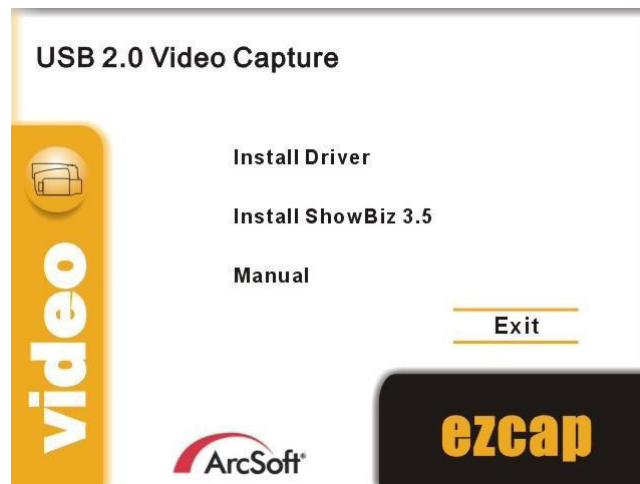 USB 2.0 Video Capture
Install Driver
Install ShowBiz 3.5
Manual
Exit
video
ArcSoft®
ezcap